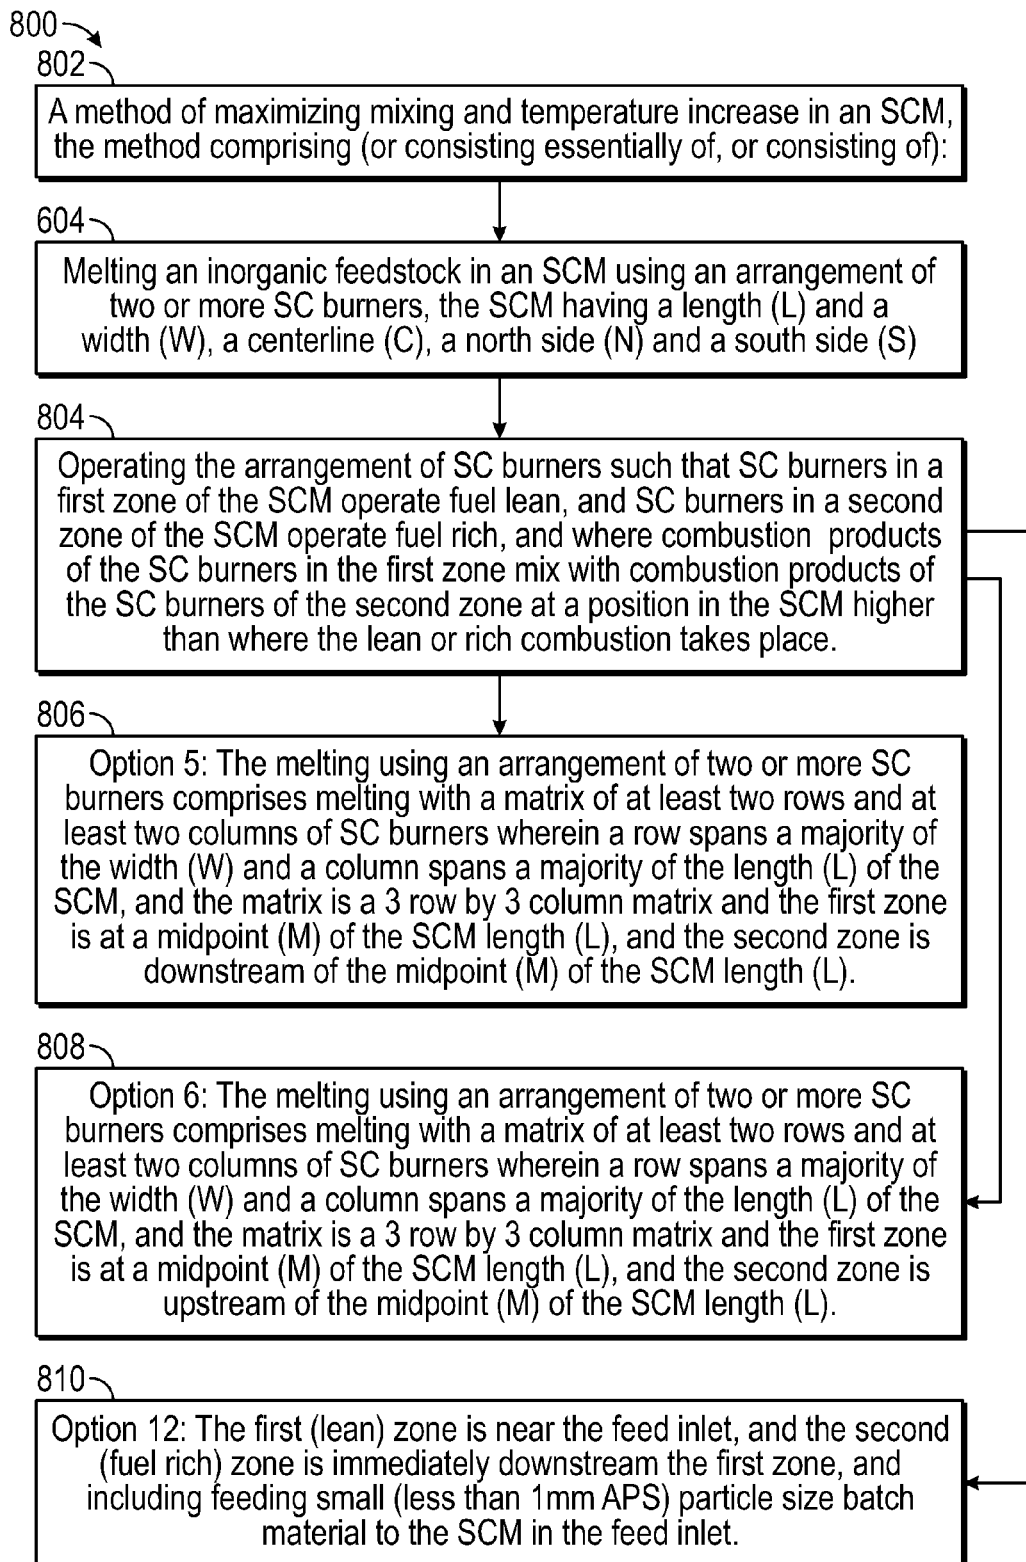 800
802
A method of maximizing mixing and temperature increase in an SCM,
the method comprising (or consisting essentially of, or consisting of):
604
Melting an inorganic feedstock in an SCM using an arrangement of
two or more SC burners, the SCM having a length (L) and a
width (W), a centerline (C), a north side (N) and a south side (S)
804
Operating the arrangement of SC burners such that SC burners in a
first zone of the SCM operate fuel lean, and SC burners in a second
zone of the SCM operate fuel rich, and where combustion products
of the SC burners in the first zone mix with combustion products of
the SC burners of the second zone at a position in the SCM higher
than where the lean or rich combustion takes place.
806
Option 5: The melting using an arrangement of two or more SC
burners comprises melting with a matrix of at least two rows and at
least two columns of SC burners wherein a row spans a majority of
the width (W) and a column spans a majority of the length (L) of the
SCM, and the matrix is a 3 row by 3 column matrix and the first zone
is at a midpoint (M) of the SCM length (L), and the second zone is
downstream of the midpoint (M) of the SCM length (L).
808
Option 6: The melting using an arrangement of two or more SC
burners comprises melting with a matrix of at least two rows and at
least two columns of SC burners wherein a row spans a majority of
the width (W) and a column spans a majority of the length (L) of the
SCM, and the matrix is a 3 row by 3 column matrix and the first zone
is at a midpoint (M) of the SCM length (L), and the second zone is
upstream of the midpoint (M) of the SCM length (L).
810
Option 12: The first (lean) zone is near the feed inlet, and the second
(fuel rich) zone is immediately downstream the first zone, and
including feeding small (less than 1mm APS) particle size batch
material to the SCM in the feed inlet.